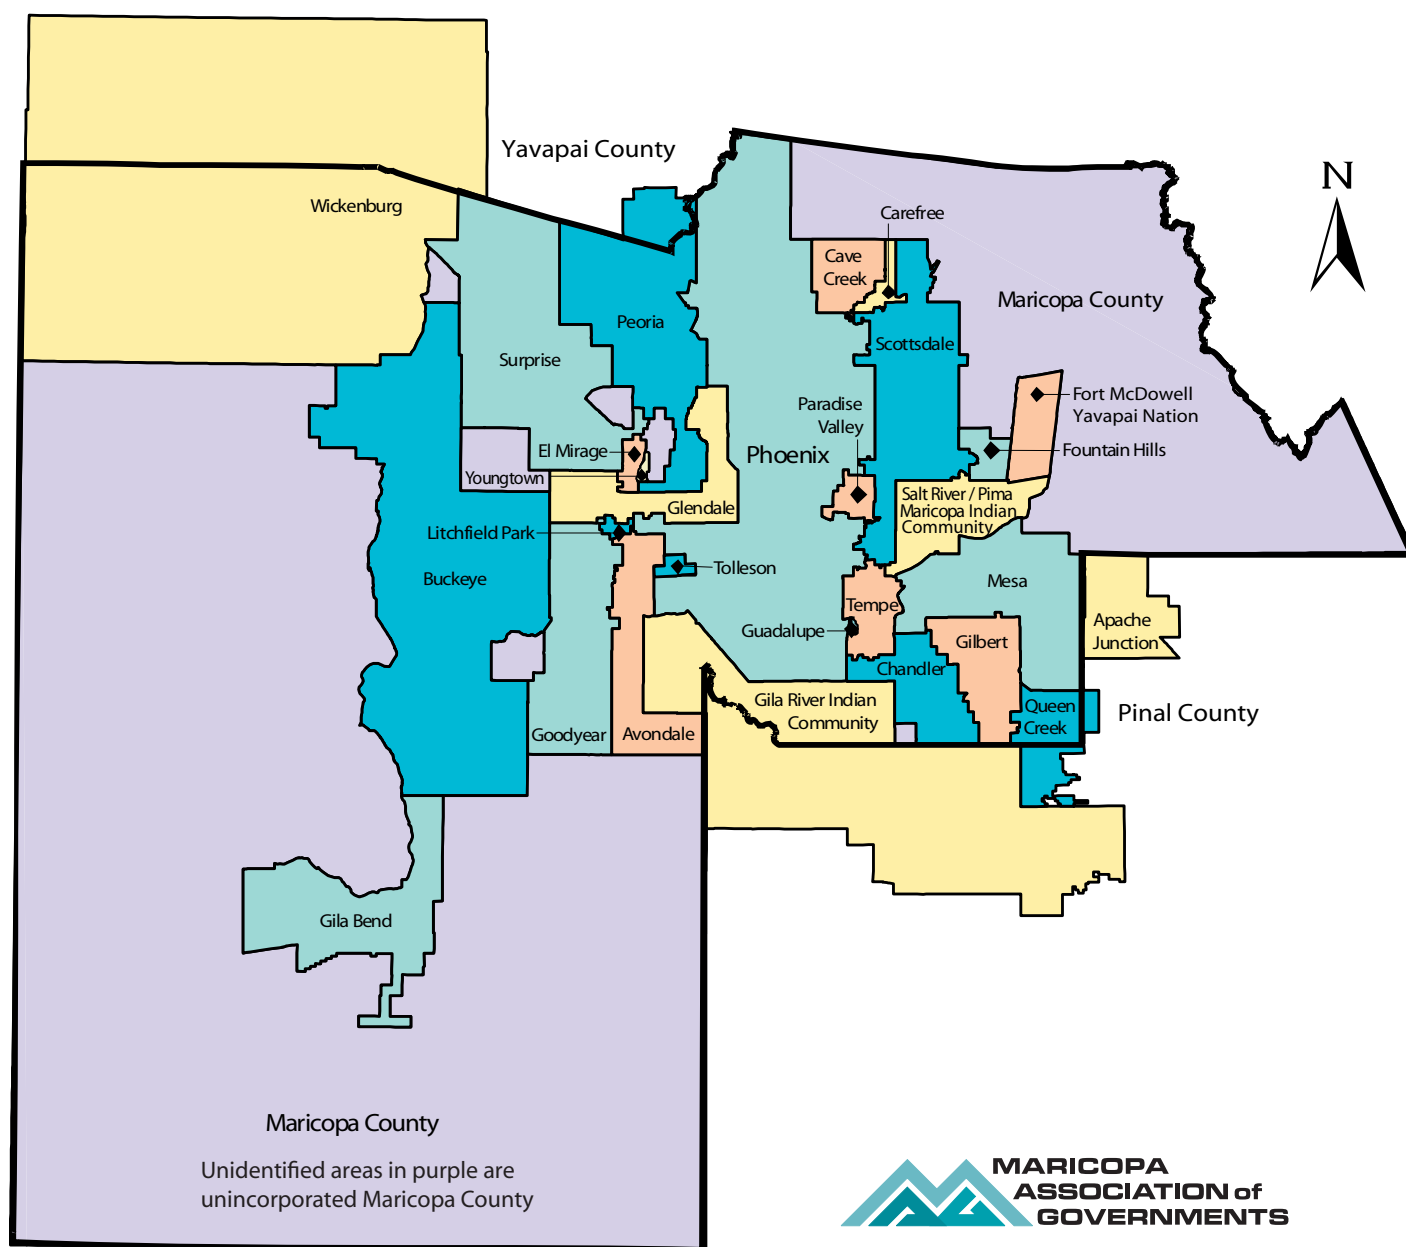 Yavapai County
N
Wickenburg
Carefree
Cave
Creek
Maricopa County
Peoria
Scottsdale
Surprise
Fort McDowell
Yavapai Nation
Paradise
Valley
El Mirage
Phoenix
Fountain Hills
Youngtown
Glendale
Salt River / Pima
Maricopa Indian
Community
Litchfield Park
Buckeye
Tolleson
Mesa
Tempe
Apache
Junction
Guadalupe
Gilbert
Chandler
Gila River Indian
Community
Queen
Creek
Pinal County
Goodyear
Avondale
Gila Bend
Maricopa County
Unidentified areas in purple are
unincorporated Maricopa County
MARICOPA
ASSOCIATION of
GOVERNMENTS